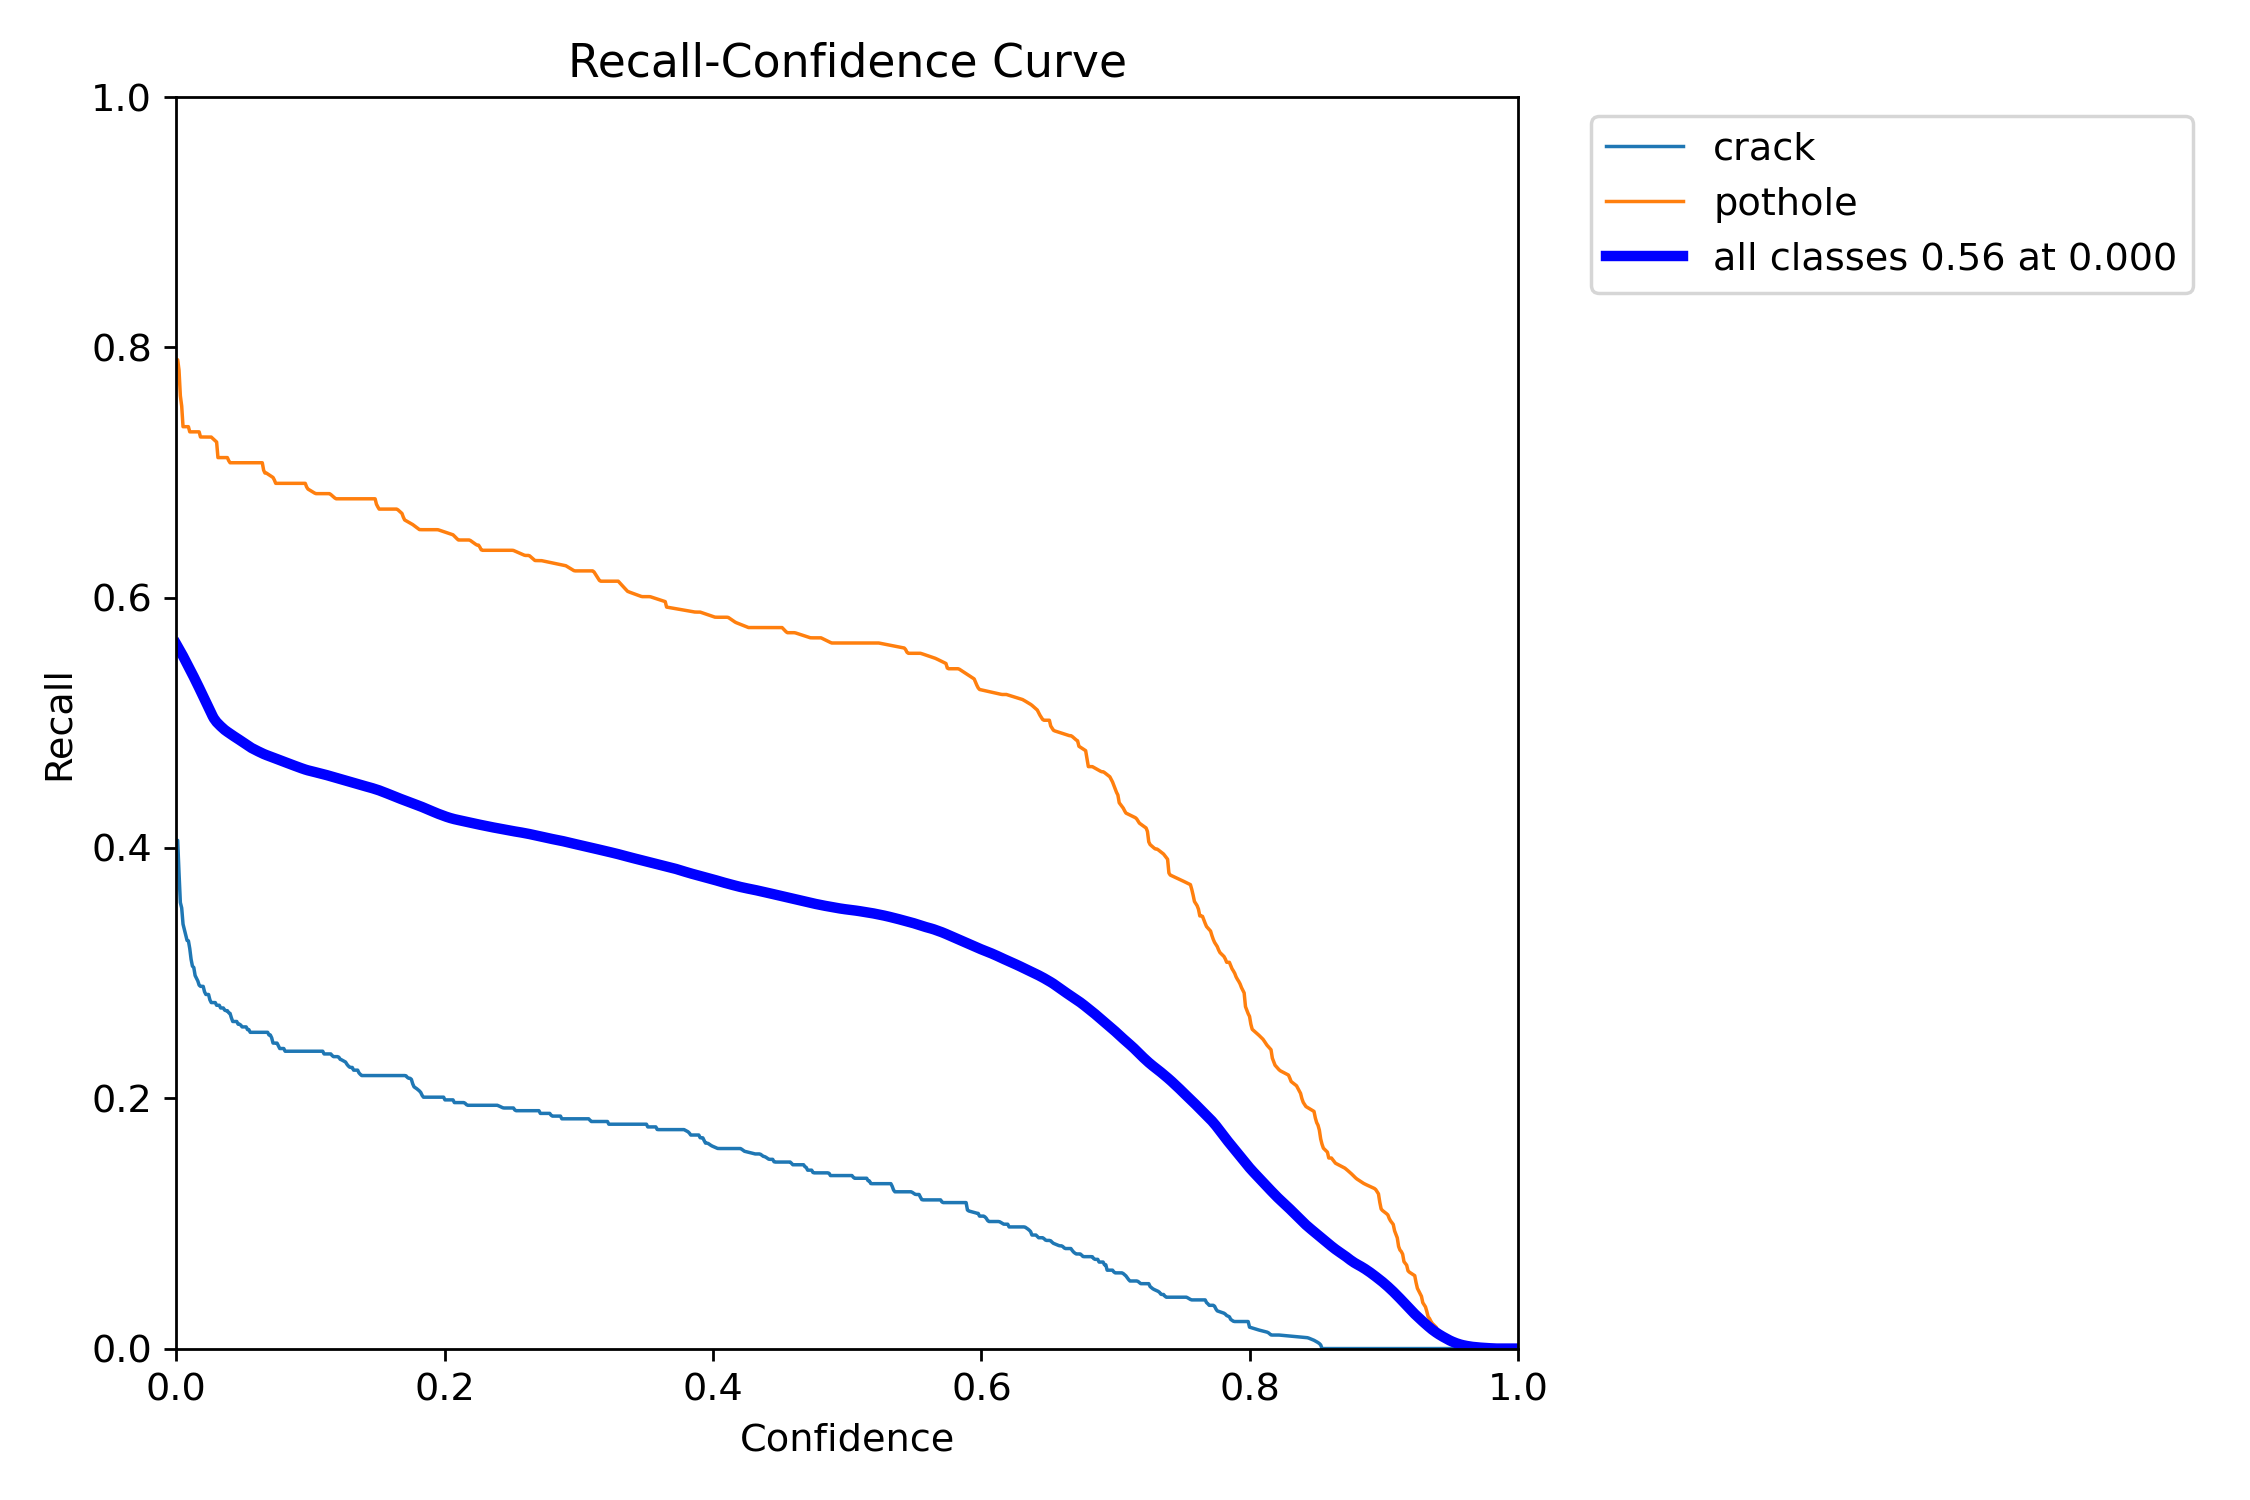 Recall-Confidence Curve
1.0
0.8
0.6
0.4
0.2
0.0
Recall
0.0 0.2 0.4 0.6 0.8 1.0
Confidence
crack
pothole
all classes 0.56 at 0.000